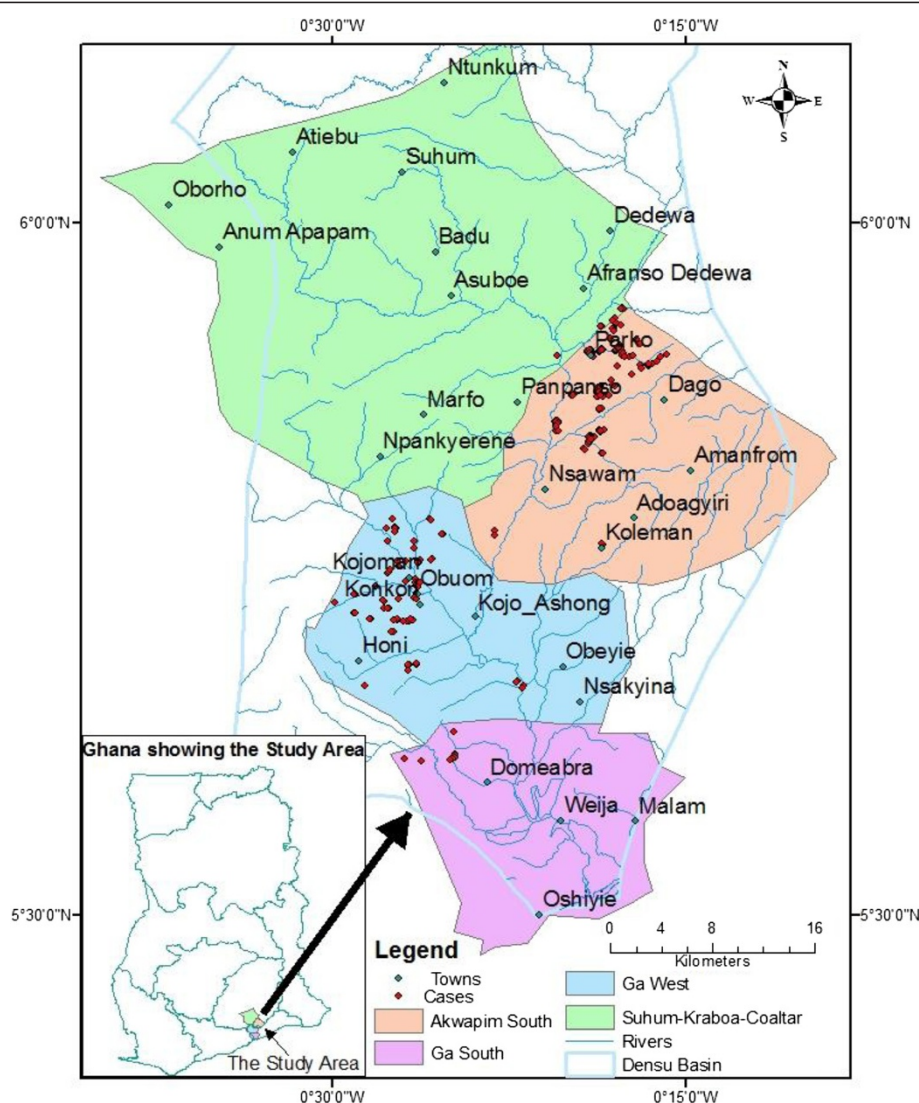 0°30'0"W
0°15'0"W
N
W E
S
Ntunkum
Atiebu
Suhum
Oborho
6°0'0"N
6°0'0"N
Dedewa
Anum Apapam
Badu
Asuboe
Afranso Dedewa
Parko
Panpanso
Dago
Marfo
Npankyerene
Amanfrom
Nsawam
Adoagyiri
Koleman
Kojoman
Obuom
Konkon
Kojo_Ashong
Honi
Obeyie
Nsakyina
Ghana showing the Study Area
Domeabra
Weija
Malam
Oshiyie
5°30'0"N
5°30'0"N
0 4 8 16
Kilometers
Legend
Towns
Cases
Akwapim South
Ga South
Ga West
Suhum-Kraboa-Coaltar
Rivers
Densu Basin
The Study Area
0°30'0"W
0°15'0"W